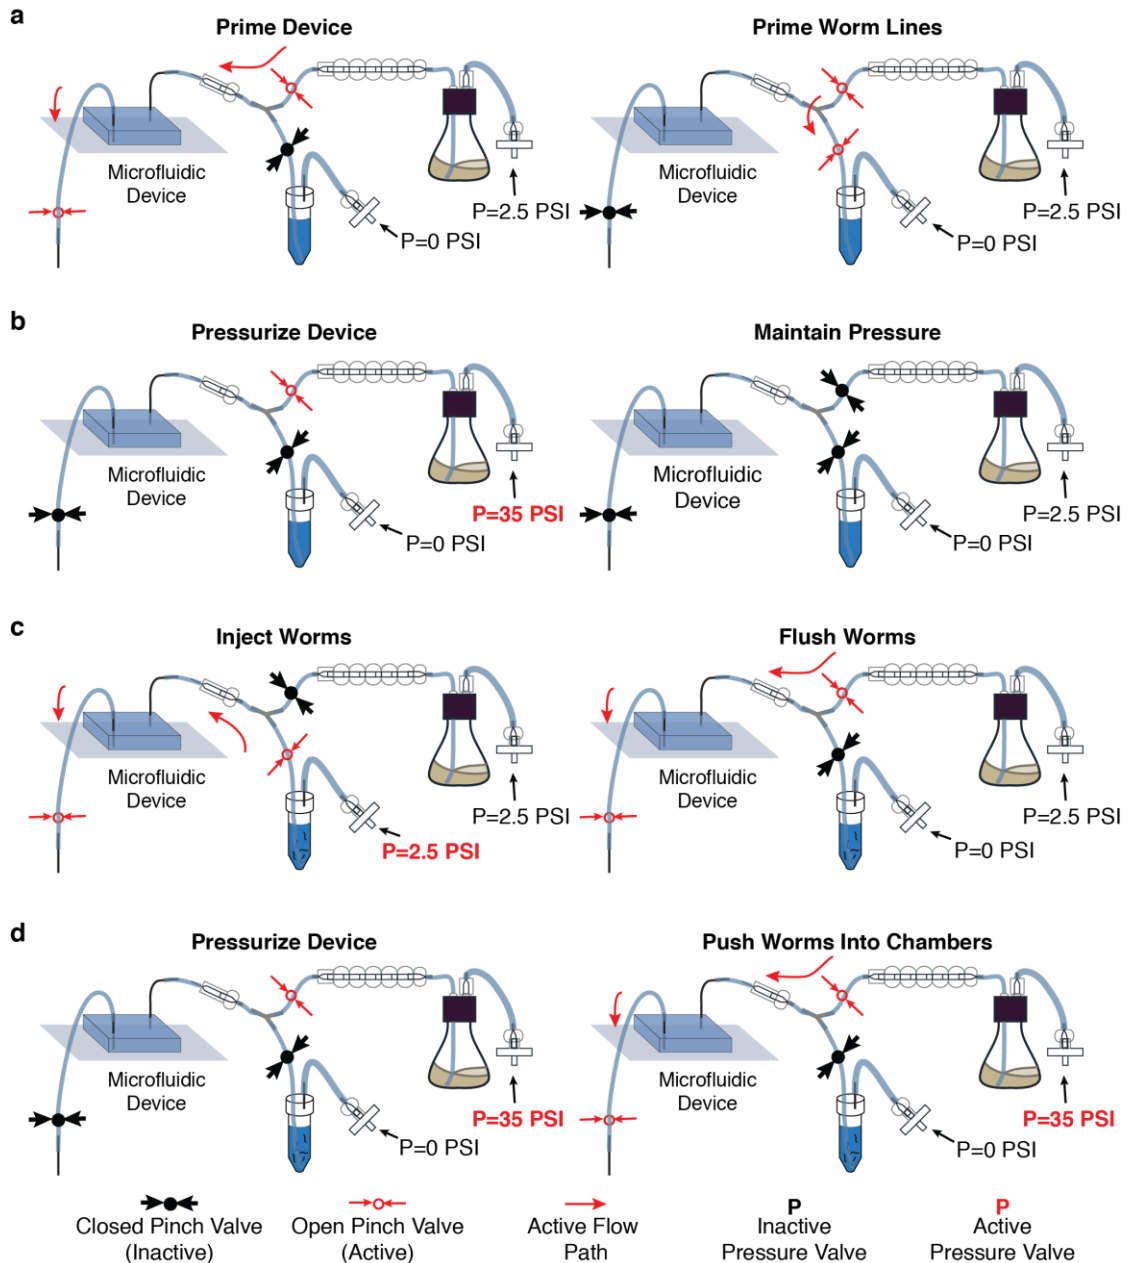 a
Prime Device
Prime Worm Lines
Microfluidic
Device
P=2.5 PSI
P=0 PSI
Microfluidic
Device
P=2.5 PSI
P=0 PSI
b
Pressurize Device
Maintain Pressure
Microfluidic
Device
P=35 PSI
P=0 PSI
Microfluidic
Device
P=2.5 PSI
P=0 PSI
c
Inject Worms
Flush Worms
Microfluidic
Device
P=2.5 PSI
P=2.5 PSI
Microfluidic
Device
P=2.5 PSI
P=0 PSI
d
Pressurize Device
Push Worms Into Chambers
Microfluidic
Device
P=35 PSI
P=0 PSI
Microfluidic
Device
P=35 PSI
P=0 PSI
Closed Pinch Valve
(Inactive)
Open Pinch Valve
(Active)
Active Flow
Path
P
Inactive
Pressure Valve
P
Active
Pressure Valve